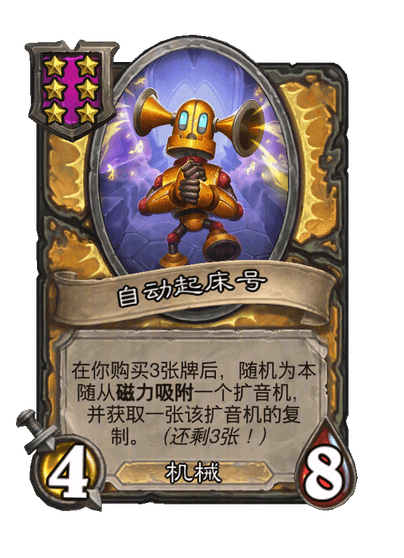 自动起床号
在你购买3张牌后，随机为本
随从磁力吸附一个扩音机，
并获取一张该扩音机的复
制。（还剩3张！）
4
机械
8